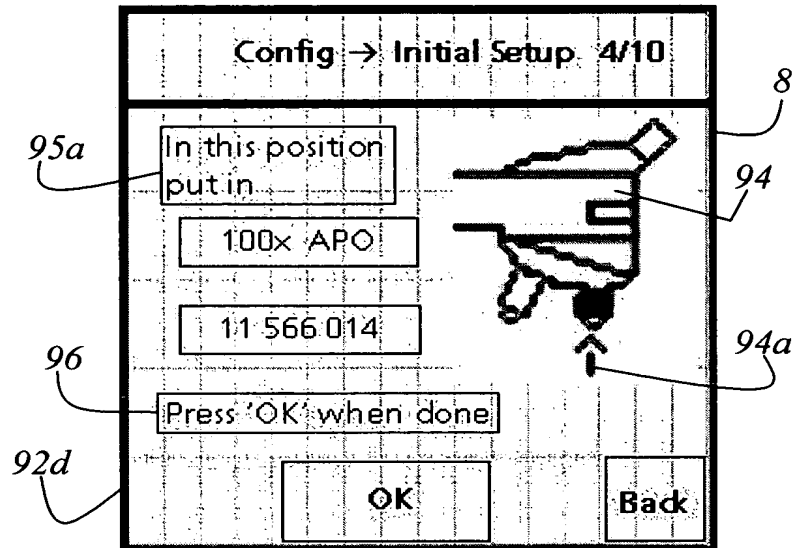 Config → Initial Setup 4/10
8
95a
In this position
put in
94
100x APO
11 566 014
94a
96
Press 'OK' when done
92d
OK
Back